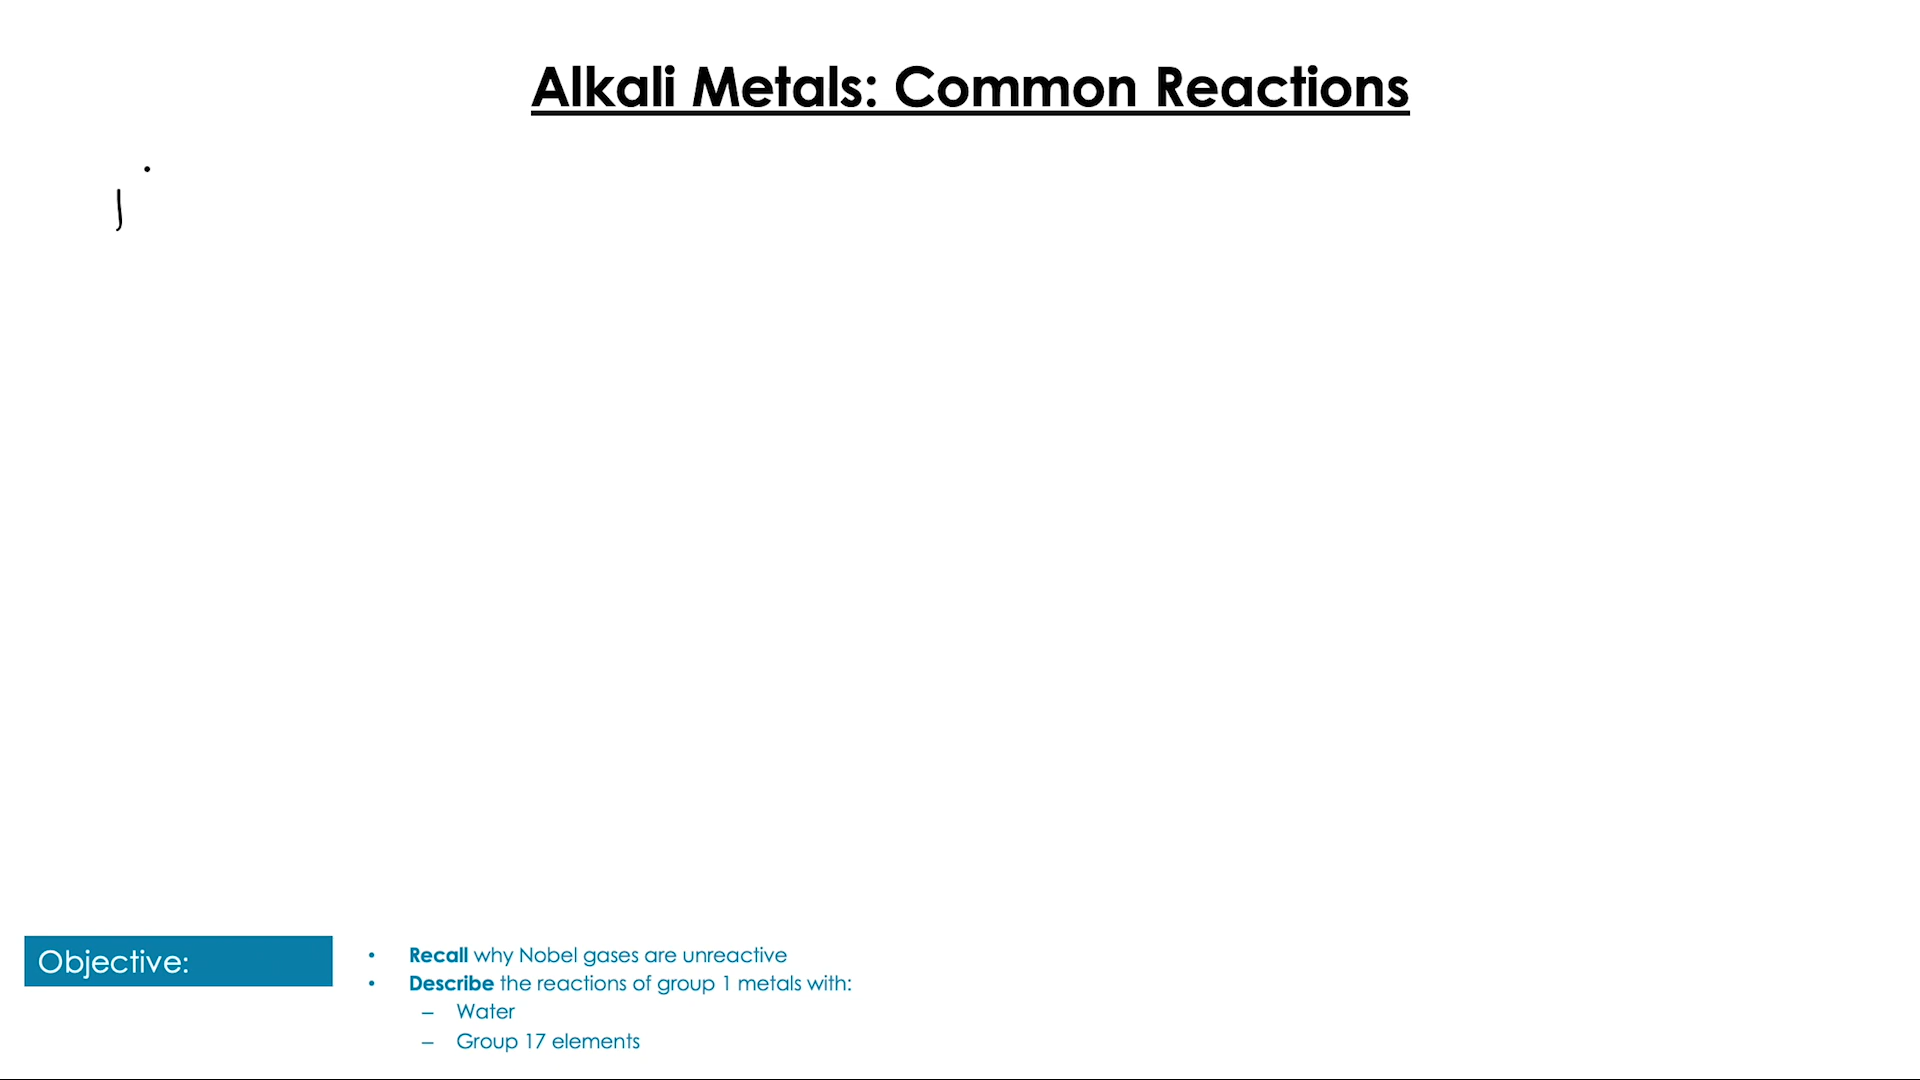 Alkali Metals: Common Reactions
Objective:
• Recall why Nobel gases are unreactive
• Describe the reactions of group 1 metals with:
– Water
– Group 17 elements